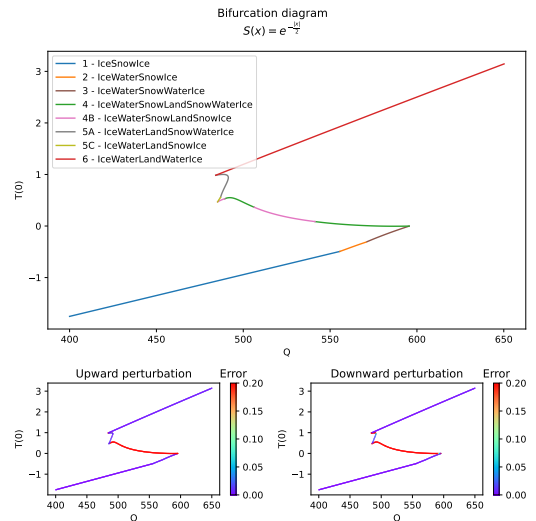 Bifurcation diagram
S(x) = e^{-\frac{|x|}{2}}
1 - IceSnowIce
2 - IceWaterSnowIce
3 - IceWaterSnowWaterIce
4 - IceWaterSnowLandSnowWaterIce
4B - IceWaterSnowLandSnowIce
5A - IceWaterLandSnowWaterIce
5C - IceWaterLandSnowIce
6 - IceWaterLandWaterIce
T(0)
3
2
1
0
−1
400 450 500 550 600 650
Q
Upward perturbation Error
T(0)
3
2
1
0
−1
400 450 500 550 600 650
Q
0.20
0.15
0.10
0.05
0.00
Downward perturbation Error
T(0)
3
2
1
0
−1
400 450 500 550 600 650
Q
0.20
0.15
0.10
0.05
0.00